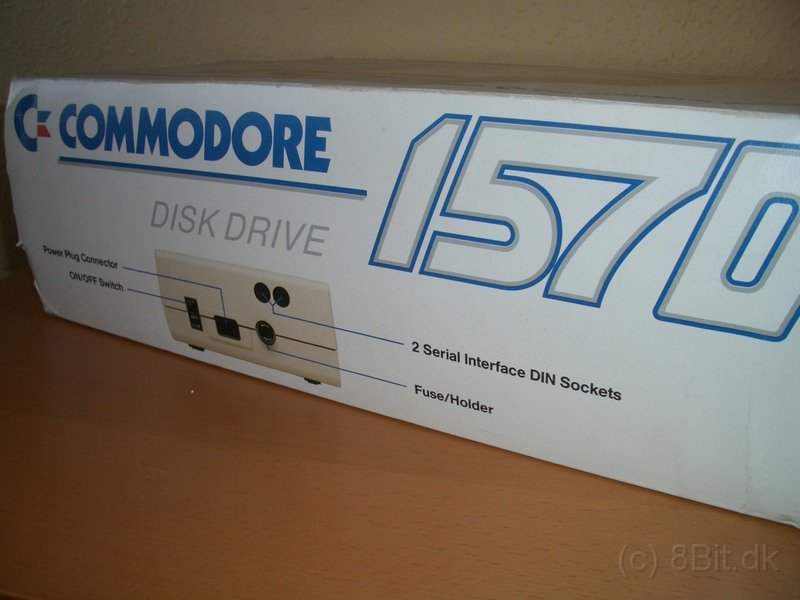 COMMODORE
1570
DISK DRIVE
Power Plug Connector
ON/OFF Switch
2 Serial Interface DIN Sockets
Fuse/Holder
(c) 8Bit.dk